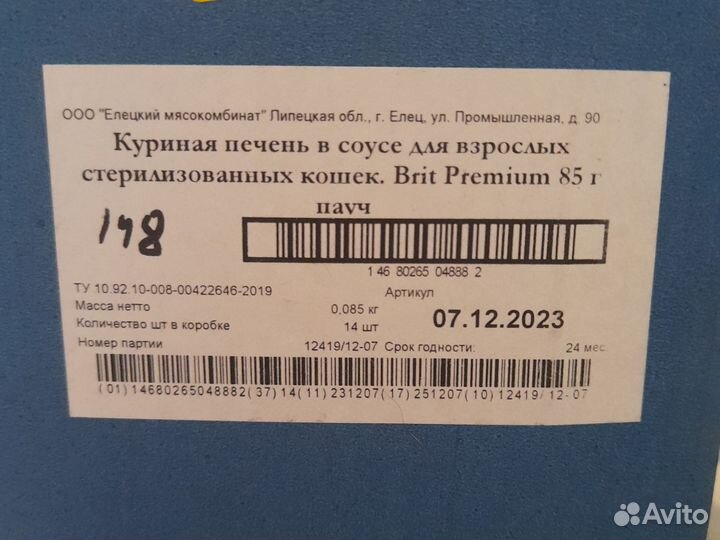 ООО "Елецкий мясокомбинат" Липецкая обл., г. Елец, ул. Промышленная, д. 90
Куриная печень в соусе для взрослых
стерилизованных кошек. Brit Premium 85 г
пауч
148
1 46 80265 04888 2
ТУ 10.92.10-008-00422646-2019
Артикул
Масса нетто 0,085 кг
Количество шт в коробке 14 шт
07.12.2023
Номер партии 12419/12-07 Срок годности: 24 мес.
(01)14680265048882(37)14(11)231207(17)251207(10)12419/12-07
Avito